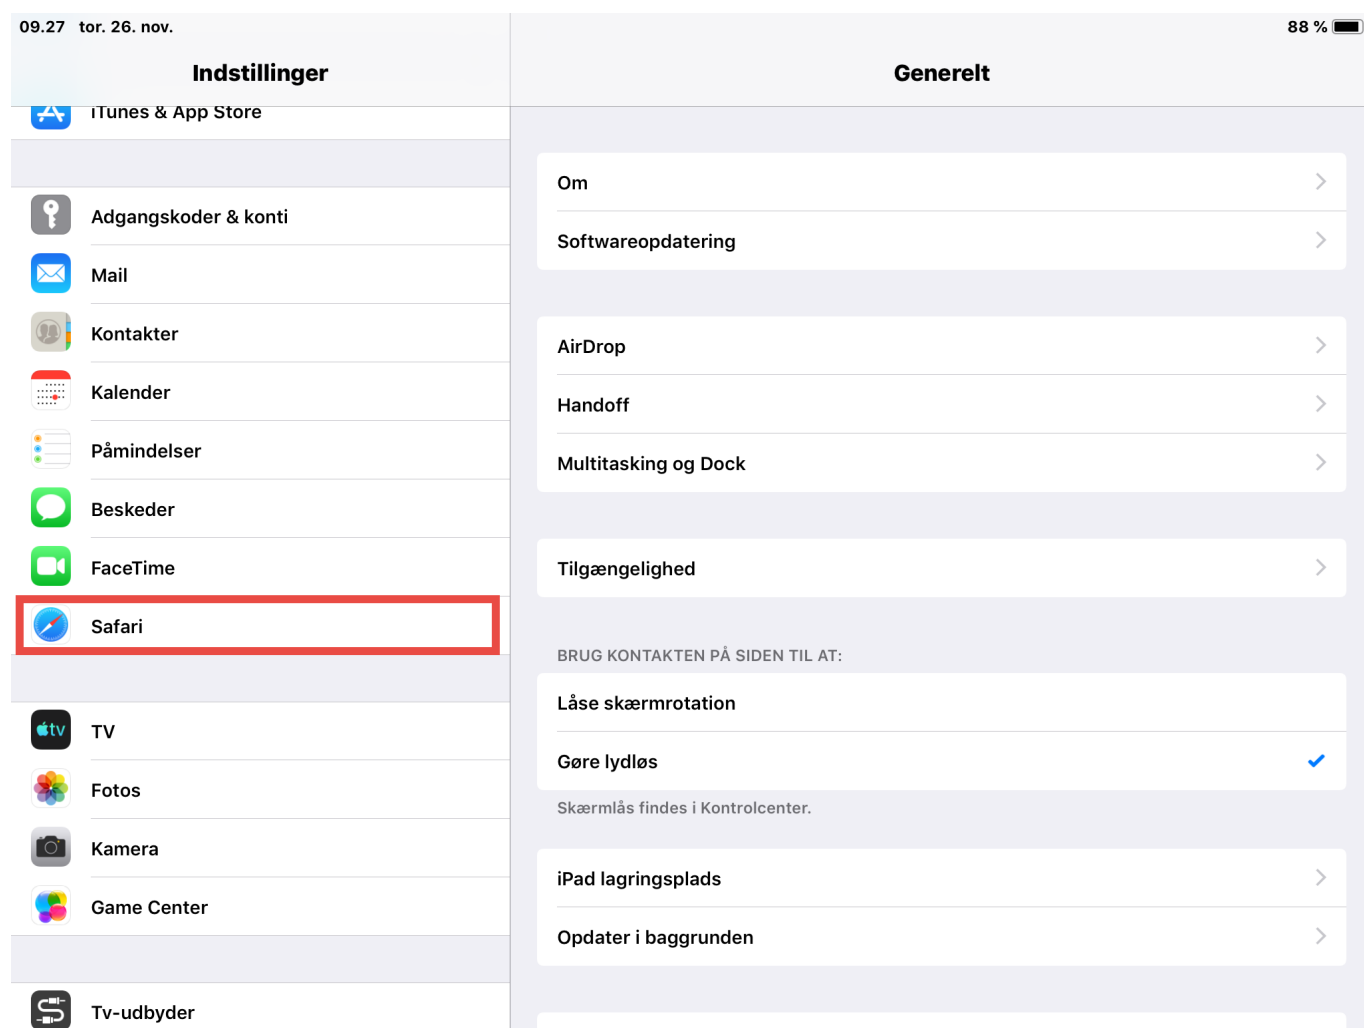 09.27 tor. 26. nov.
88 %
Indstillinger
iTunes & App Store
Adgangskoder & konti
Mail
Kontakter
Kalender
Påmindelser
Beskeder
FaceTime
Safari
tv
TV
Fotos
Kamera
Game Center
Tv-udbyder
Generelt
Om
Softwareopdatering
AirDrop
Handoff
Multitasking og Dock
Tilgængelighed
BRUG KONTAKTEN PÅ SIDEN TIL AT:
Låse skærmrotation
Gøre lydløs
Skærmlås findes i Kontrolcenter.
iPad lagringsplads
Opdater i baggrunden